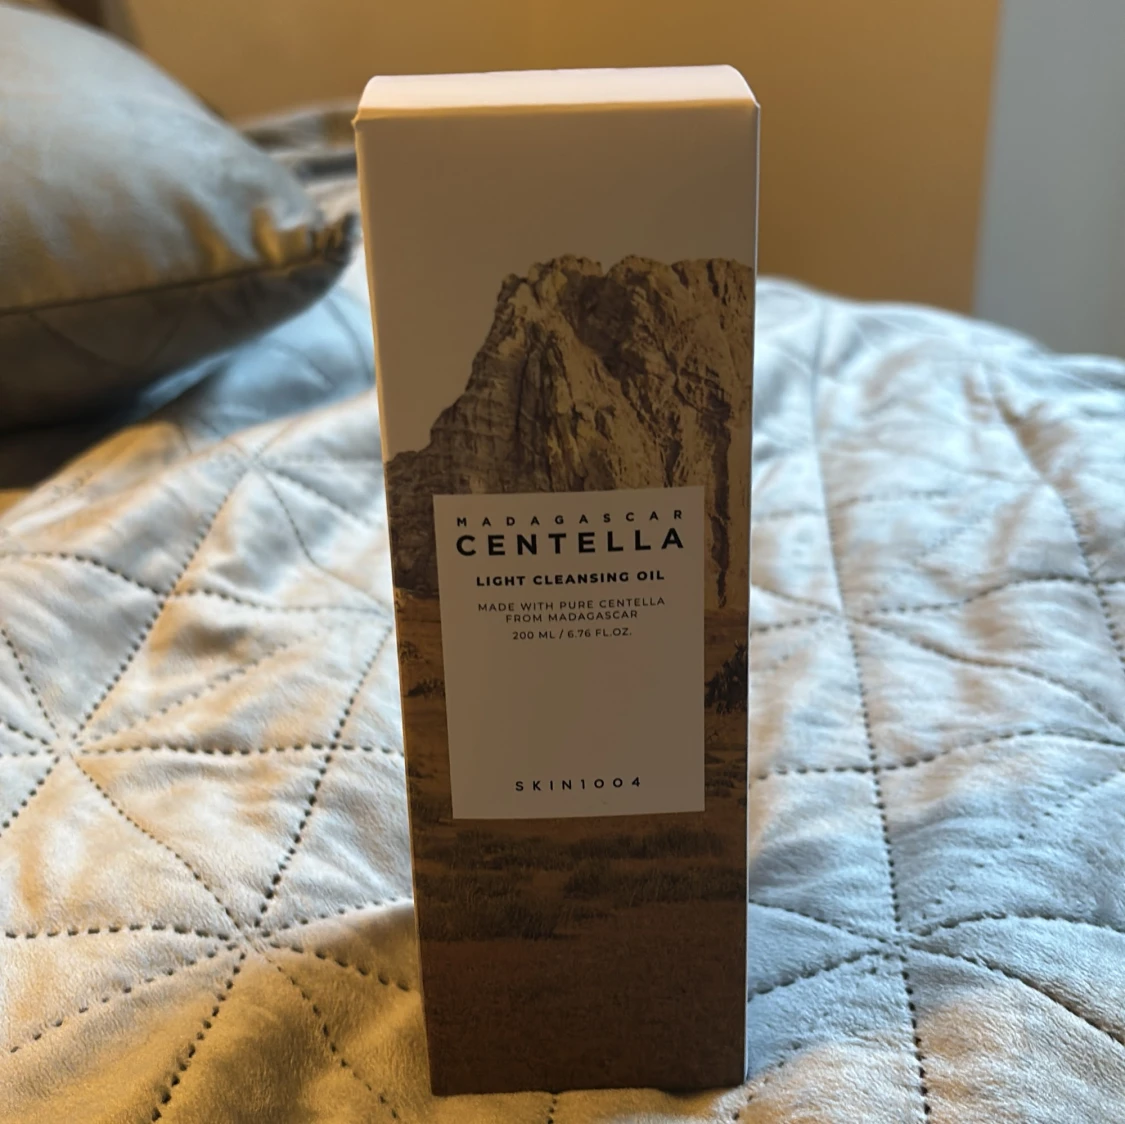 MADAGASCAR
CENTELLA
LIGHT CLEANSING OIL
MADE WITH PURE CENTELLA
FROM MADAGASCAR
200 ML / 6.76 FL.OZ.
SKIN1004